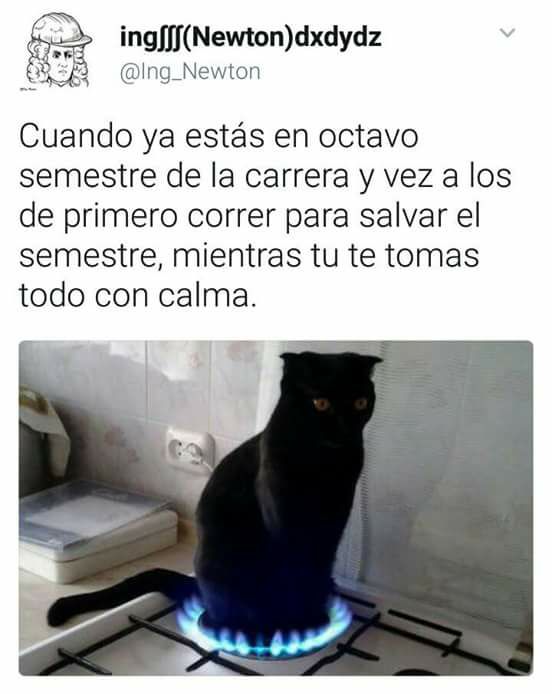 ing∭(Newton)dxdydz
@Ing_Newton
Cuando ya estás en octavo
semestre de la carrera y vez a los
de primero correr para salvar el
semestre, mientras tu te tomas
todo con calma.